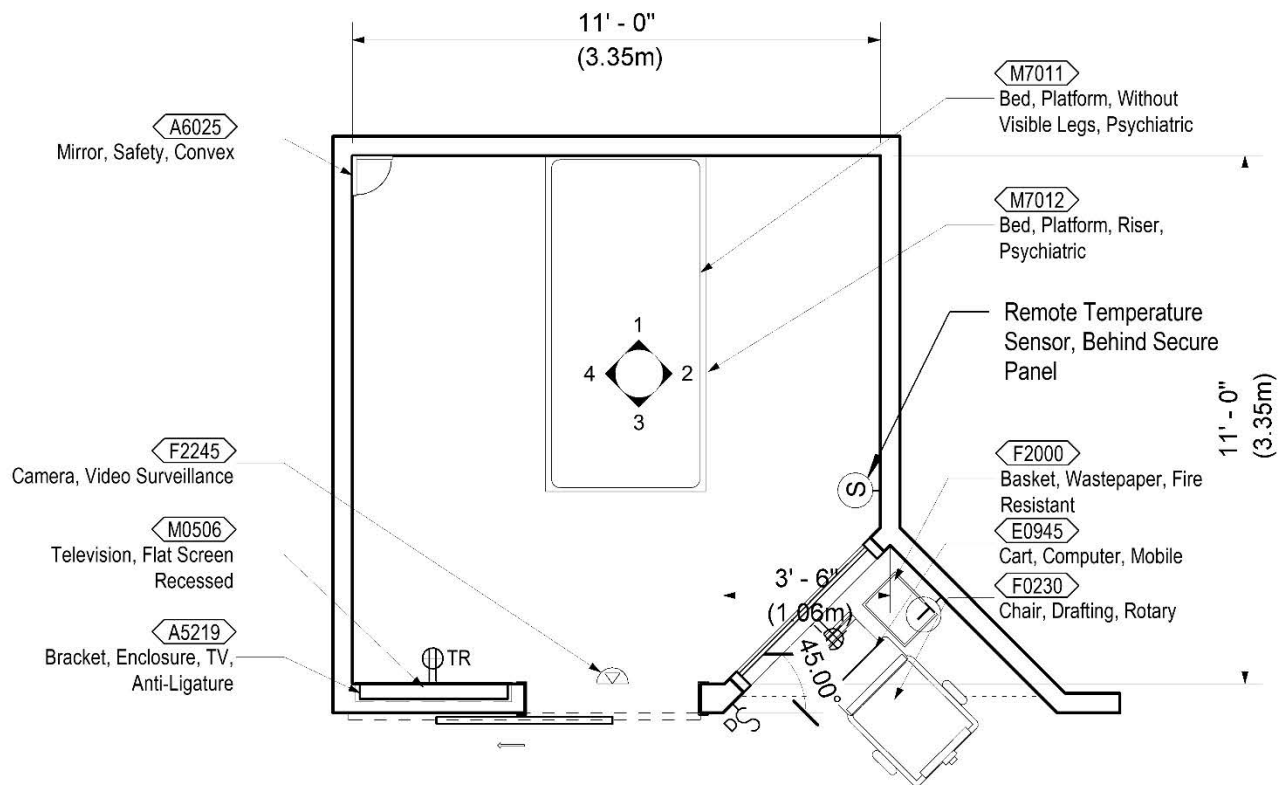 11' - 0"
(3.35m)
M7011
Bed, Platform, Without
Visible Legs, Psychiatric
A6025
Mirror, Safety, Convex
M7012
Bed, Platform, Riser,
Psychiatric
Remote Temperature
Sensor, Behind Secure
Panel
1
4
2
3
11' - 0"
(3.35m)
F2245
Camera, Video Surveillance
F2000
Basket, Wastepaper, Fire
Resistant
S
M0506
Television, Flat Screen
Recessed
E0945
Cart, Computer, Mobile
3' - 6"
(1.06m)
F0230
Chair, Drafting, Rotary
A5219
Bracket, Enclosure, TV,
Anti-Ligature
TR
45.00°
L
DS